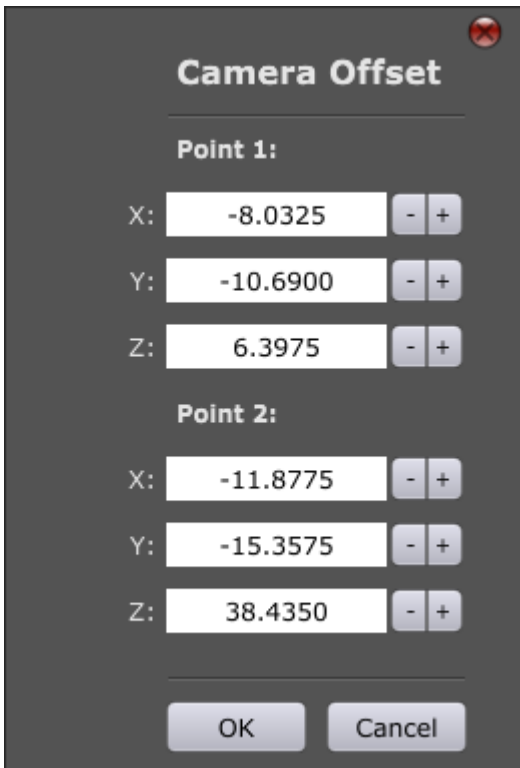 Camera Offset
Point 1:
X: -8.0325 - +
Y: -10.6900 - +
Z: 6.3975 - +
Point 2:
X: -11.8775 - +
Y: -15.3575 - +
Z: 38.4350 - +
OK Cancel